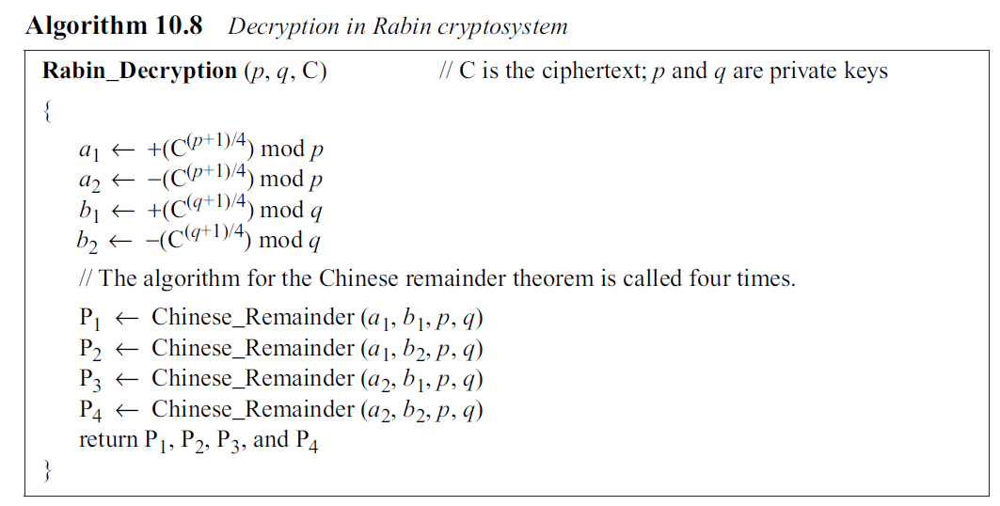 Algorithm 10.8 Decryption in Rabin cryptosystem
Rabin_Decryption (p, q, C) // C is the ciphertext; p and q are private keys
{
a₁ ← +(C^(p+1)/4) mod p
a₂ ← −(C^(p+1)/4) mod p
b₁ ← +(C^(q+1)/4) mod q
b₂ ← −(C^(q+1)/4) mod q
// The algorithm for the Chinese remainder theorem is called four times.
P₁ ← Chinese_Remainder (a₁, b₁, p, q)
P₂ ← Chinese_Remainder (a₁, b₂, p, q)
P₃ ← Chinese_Remainder (a₂, b₁, p, q)
P₄ ← Chinese_Remainder (a₂, b₂, p, q)
return P₁, P₂, P₃, and P₄
}